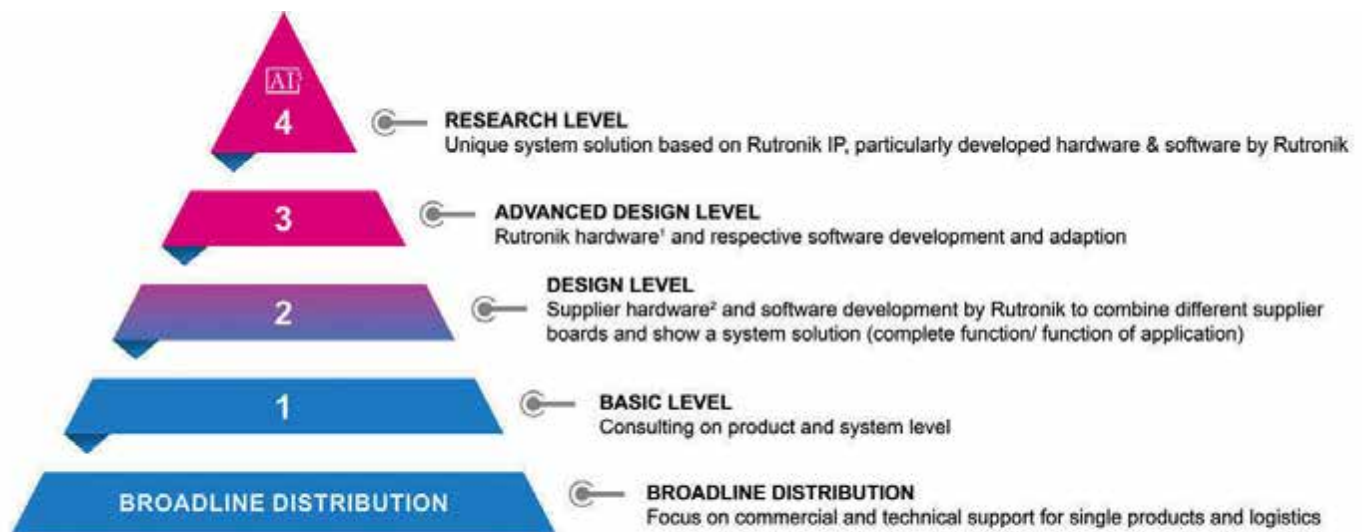 AI
4
RESEARCH LEVEL
Unique system solution based on Rutronik IP, particularly developed hardware & software by Rutronik
3
ADVANCED DESIGN LEVEL
Rutronik hardware¹ and respective software development and adaption
2
DESIGN LEVEL
Supplier hardware² and software development by Rutronik to combine different supplier
boards and show a system solution (complete function/ function of application)
1
BASIC LEVEL
Consulting on product and system level
BROADLINE DISTRIBUTION
BROADLINE DISTRIBUTION
Focus on commercial and technical support for single products and logistics